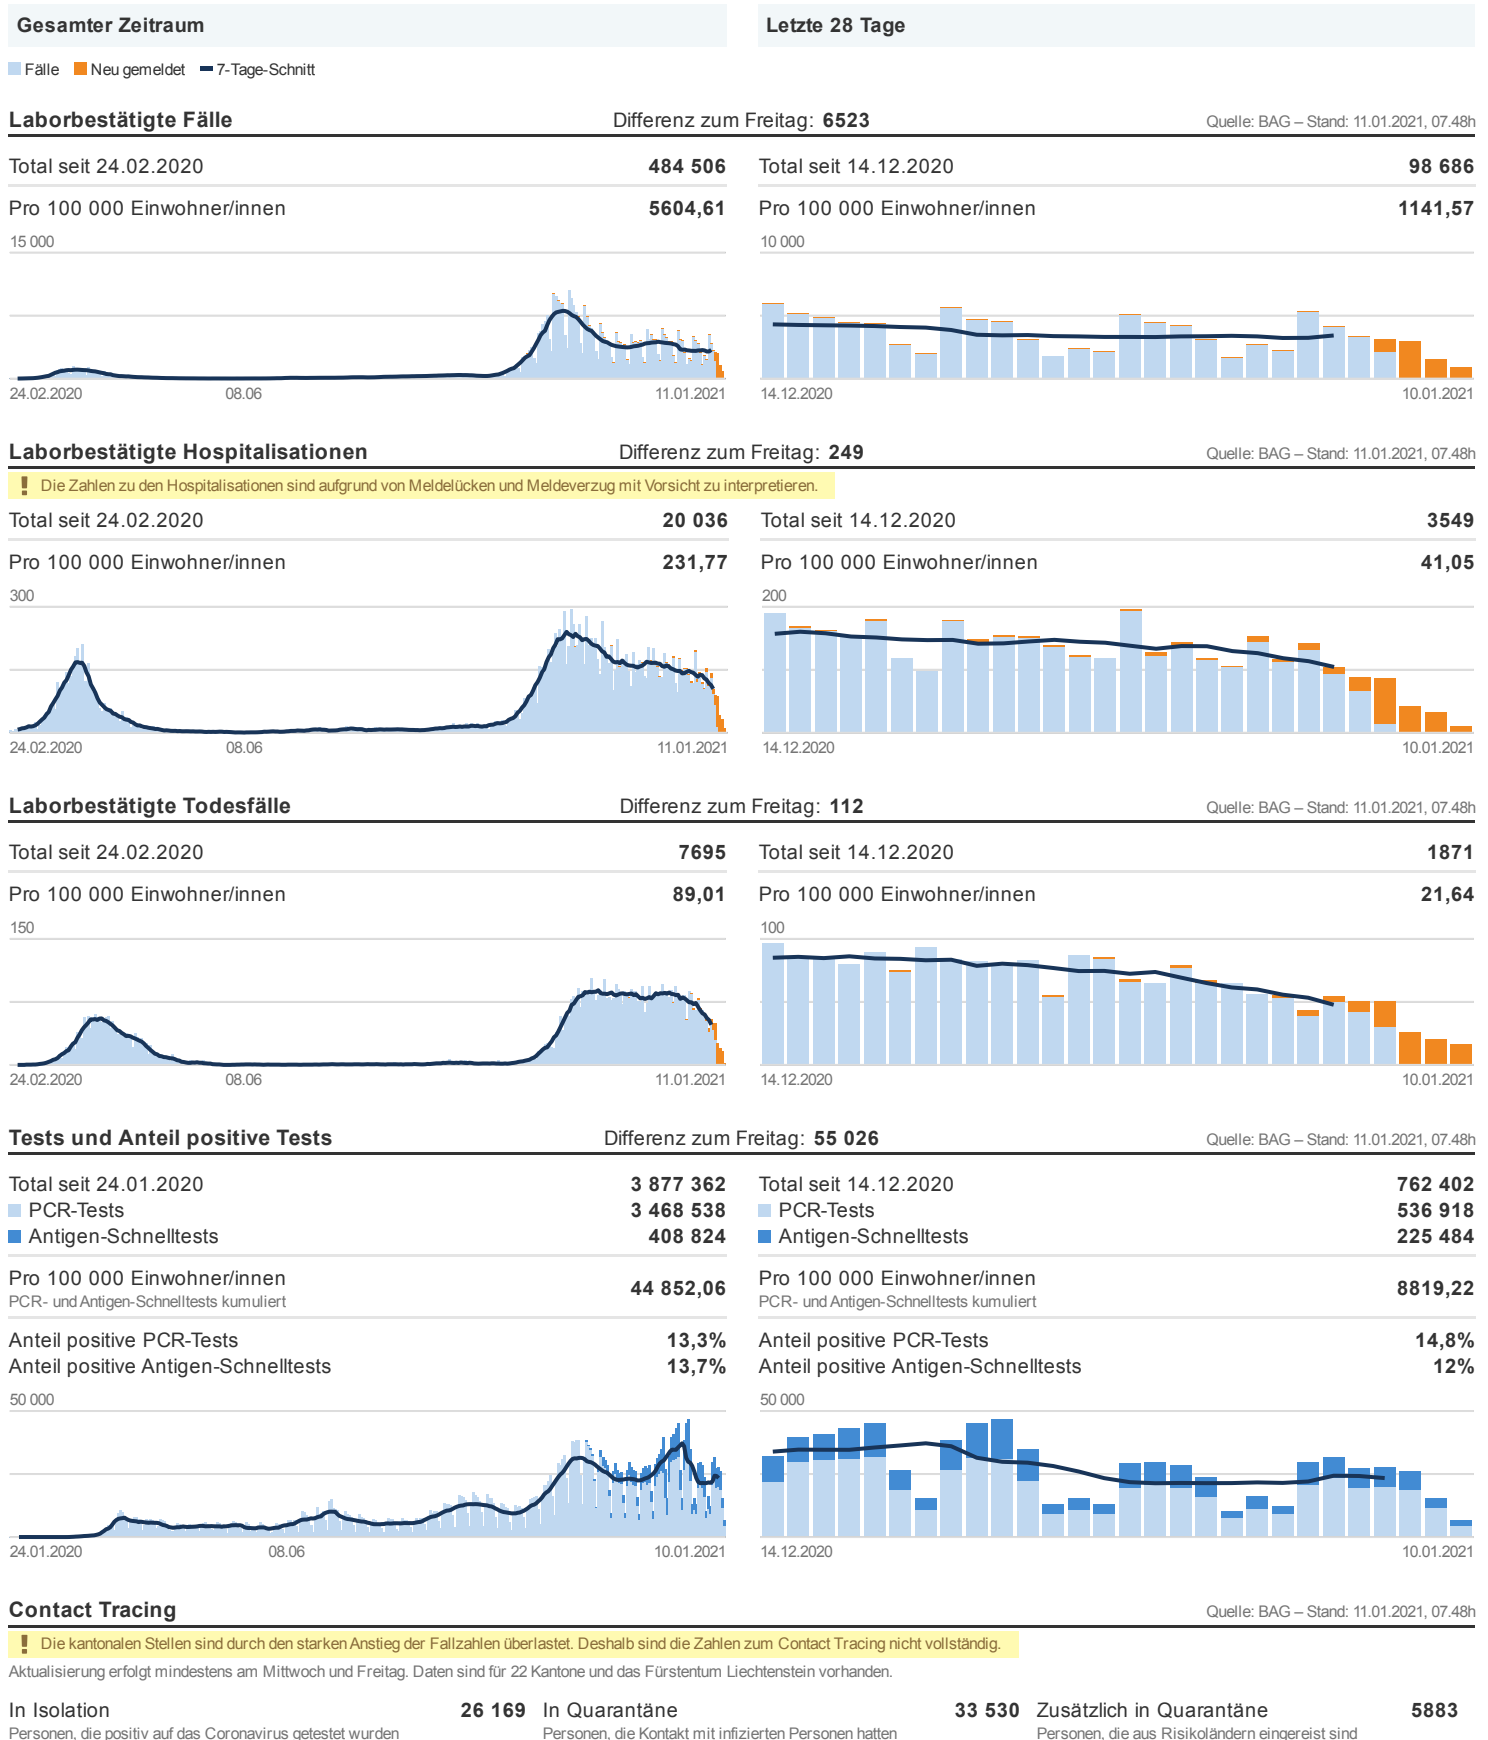 Gesamter Zeitraum
Letzte 28 Tage
Fälle Neu gemeldet 7-Tage-Schnitt
Laborbestätigte Fälle Differenz zum Freitag: 6523 Quelle: BAG – Stand: 11.01.2021, 07.48h
Total seit 24.02.2020 484 506 Total seit 14.12.2020 98 686
Pro 100 000 Einwohner/innen 5604,61 Pro 100 000 Einwohner/innen 1141,57
15 000 10 000
24.02.2020 08.06 11.01.2021 14.12.2020 10.01.2021
Laborbestätigte Hospitalisationen Differenz zum Freitag: 249 Quelle: BAG – Stand: 11.01.2021, 07.48h
! Die Zahlen zu den Hospitalisationen sind aufgrund von Meldelücken und Meldeverzug mit Vorsicht zu interpretieren.
Total seit 24.02.2020 20 036 Total seit 14.12.2020 3549
Pro 100 000 Einwohner/innen 231,77 Pro 100 000 Einwohner/innen 41,05
300 200
24.02.2020 08.06 11.01.2021 14.12.2020 10.01.2021
Laborbestätigte Todesfälle Differenz zum Freitag: 112 Quelle: BAG – Stand: 11.01.2021, 07.48h
Total seit 24.02.2020 7695 Total seit 14.12.2020 1871
Pro 100 000 Einwohner/innen 89,01 Pro 100 000 Einwohner/innen 21,64
150 100
24.02.2020 08.06 11.01.2021 14.12.2020 10.01.2021
Tests und Anteil positive Tests Differenz zum Freitag: 55 026 Quelle: BAG – Stand: 11.01.2021, 07.48h
Total seit 24.01.2020 3 877 362 Total seit 14.12.2020 762 402
PCR-Tests 3 468 538 PCR-Tests 536 918
Antigen-Schnelltests 408 824 Antigen-Schnelltests 225 484
Pro 100 000 Einwohner/innen 44 852,06 Pro 100 000 Einwohner/innen 8819,22
PCR- und Antigen-Schnelltests kumuliert PCR- und Antigen-Schnelltests kumuliert
Anteil positive PCR-Tests 13,3% Anteil positive PCR-Tests 14,8%
Anteil positive Antigen-Schnelltests 13,7% Anteil positive Antigen-Schnelltests 12%
50 000 50 000
24.01.2020 08.06 10.01.2021 14.12.2020 10.01.2021
Contact Tracing Quelle: BAG – Stand: 11.01.2021, 07.48h
! Die kantonalen Stellen sind durch den starken Anstieg der Fallzahlen überlastet. Deshalb sind die Zahlen zum Contact Tracing nicht vollständig.
Aktualisierung erfolgt mindestens am Mittwoch und Freitag. Daten sind für 22 Kantone und das Fürstentum Liechtenstein vorhanden.
In Isolation 26 169 In Quarantäne 33 530 Zusätzlich in Quarantäne 5883
Personen, die positiv auf das Coronavirus getestet wurden Personen, die Kontakt mit infizierten Personen hatten Personen, die aus Risikoländern eingereist sind